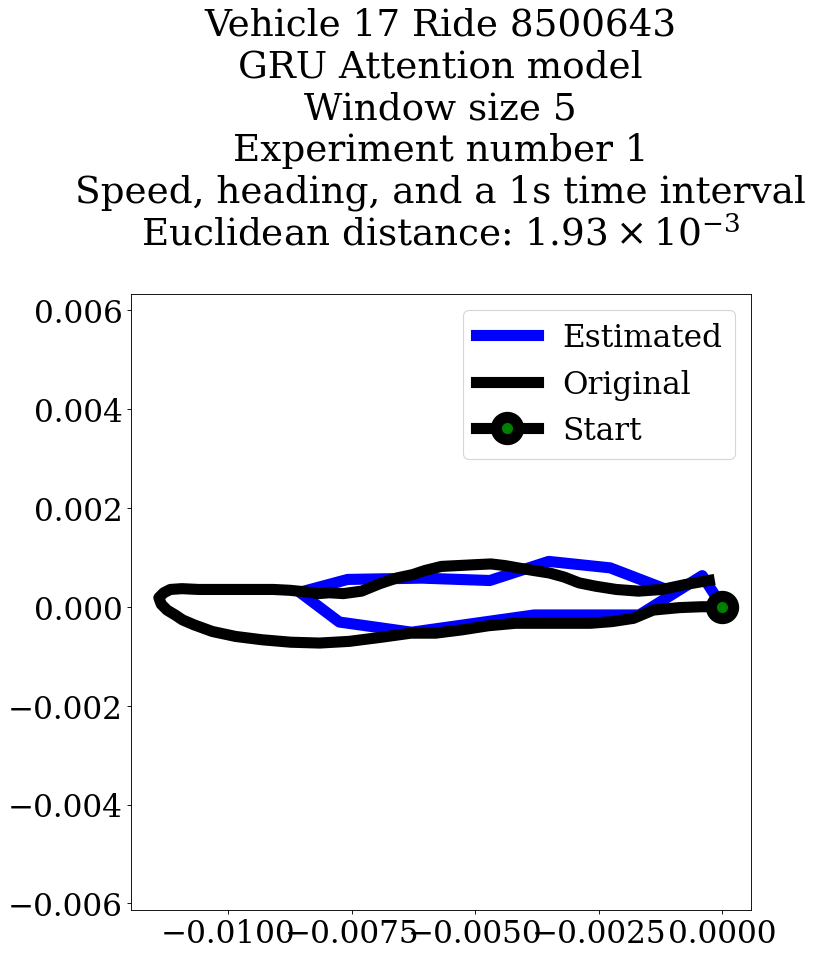 Vehicle 17 Ride 8500643
GRU Attention model
Window size 5
Experiment number 1
Speed, heading, and a 1s time interval
Euclidean distance: 1.93 × 10⁻³
0.006
0.004
0.002
0.000
−0.002
−0.004
−0.006
Estimated
Original
Start
−0.0100 −0.0075 −0.0050 −0.0025 0.0000